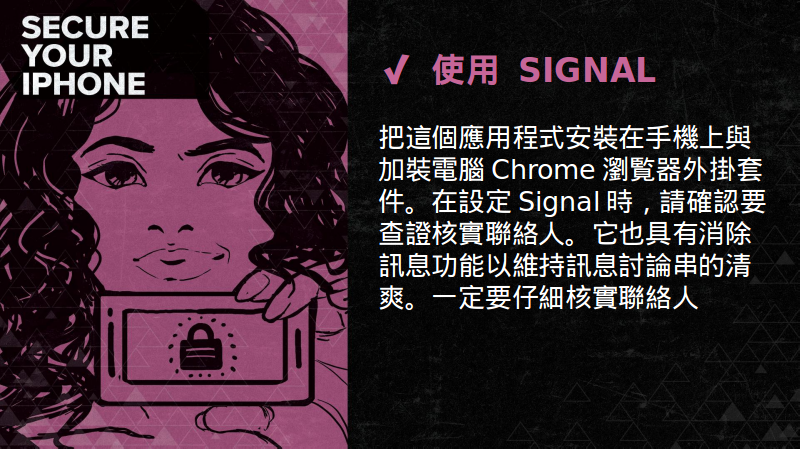 SECURE
YOUR
IPHONE
✓ 使用 SIGNAL
把這個應用程式安裝在手機上與
加裝電腦 Chrome 瀏覧器外掛套
件。在設定 Signal 時，請確認要
查證核實聯絡人。它也具有消除
訊息功能以維持訊息討論串的清
爽。一定要仔細核實聯絡人